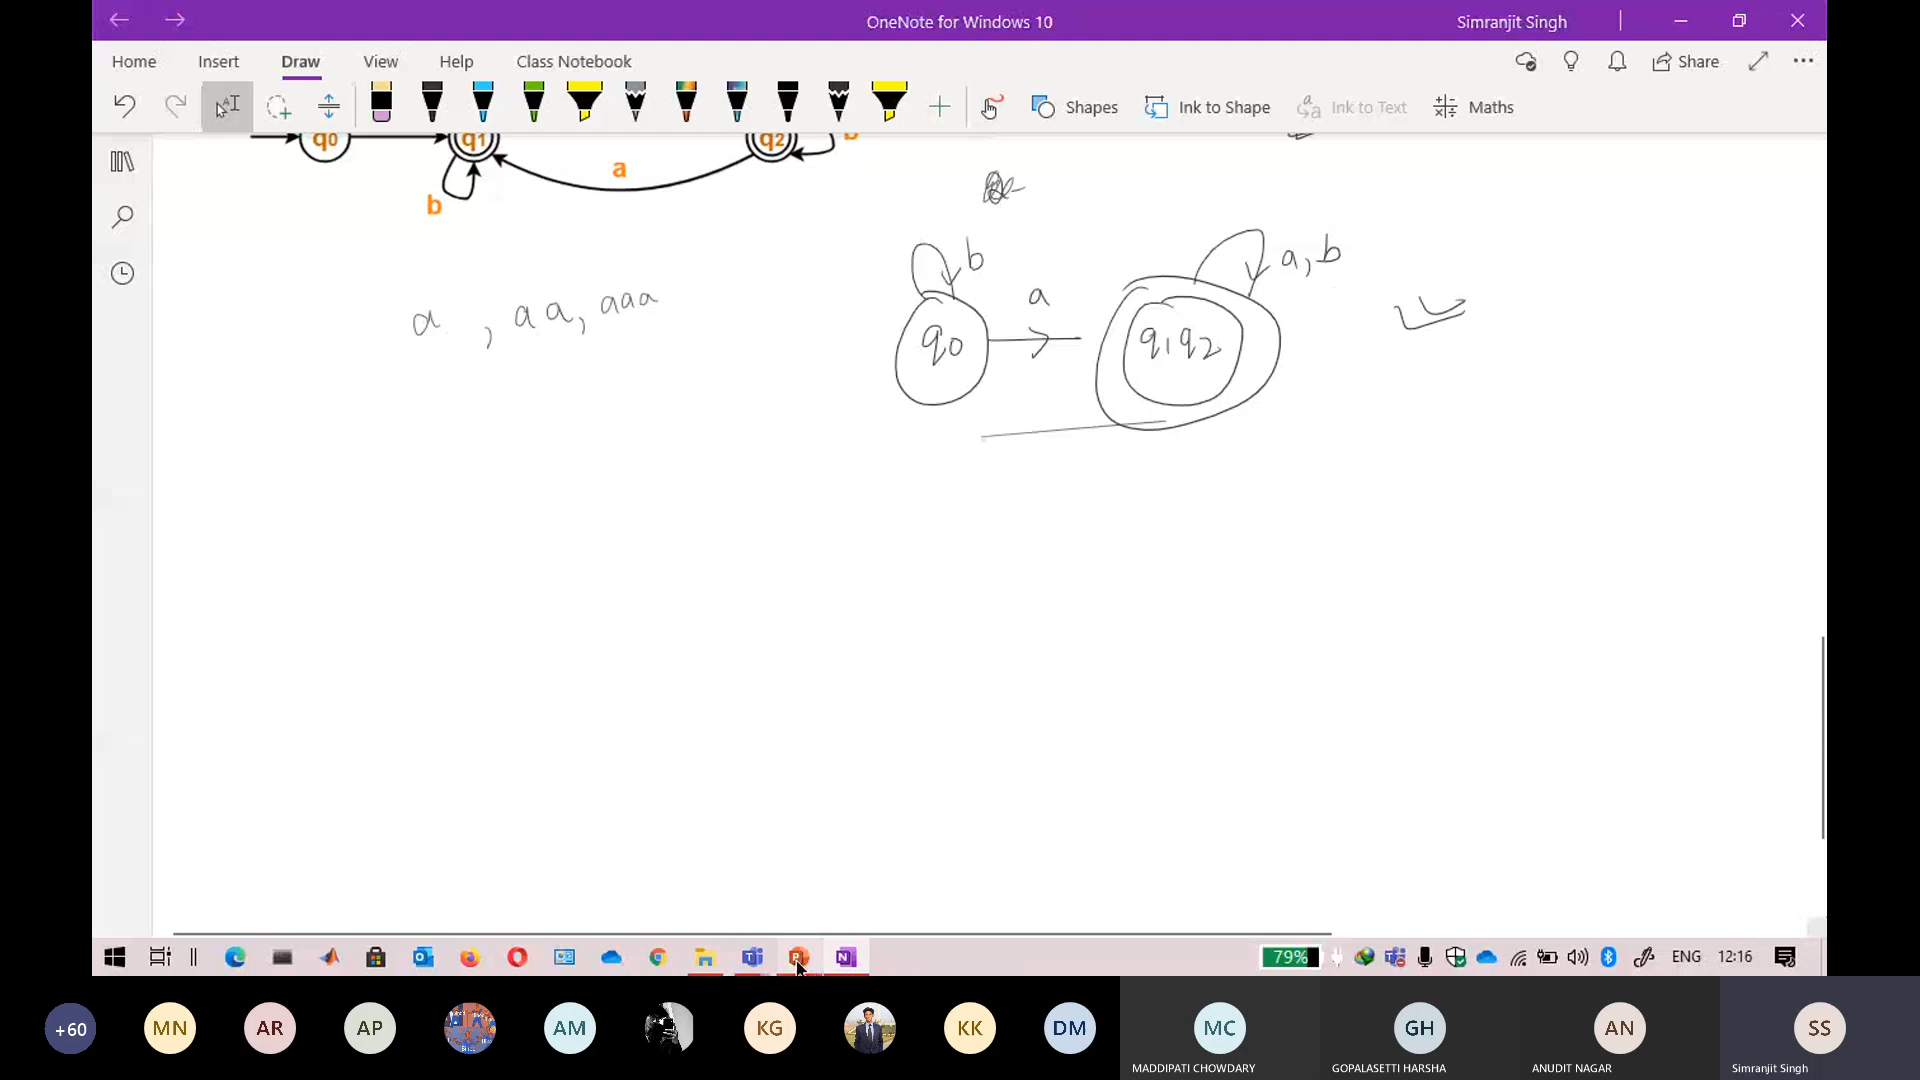 OneNote for Windows 10
Simranjit Singh
Home Insert Draw View Help Class Notebook
Share
Shapes
Ink to Shape
Ink to Text
Maths
q0 q1 q2 b
a
b
b
a, b
a
a , aa, aaa
q0
q1q2
79%
ENG 12:16
+60 MN AR AP AM KG KK DM MC GH AN SS
MADDIPATI CHOWDARY GOPALASETTI HARSHA ANUDIT NAGAR Simranjit Singh